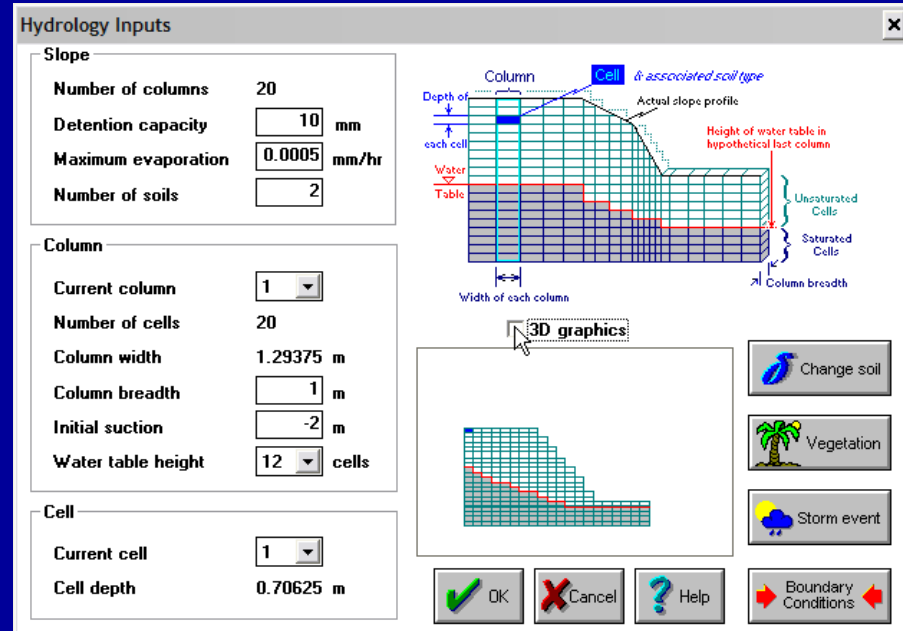 Hydrology Inputs
Slope
Number of columns 20
Detention capacity 10 mm
Maximum evaporation 0.0005 mm/hr
Number of soils 2
Column
Current column 1
Number of cells 20
Column width 1.29375 m
Column breadth 1 m
Initial suction -2 m
Water table height 12 cells
Cell
Current cell 1
Cell depth 0.70625 m
Column
Cell & associated soil type
Depth of
each cell
Actual slope profile
Height of water table in
hypothetical last column
Water
Table
Unsaturated
Cells
Saturated
Cells
Column breadth
Width of each column
3D graphics
Change soil
Vegetation
Storm event
Boundary
Conditions
OK
Cancel
Help